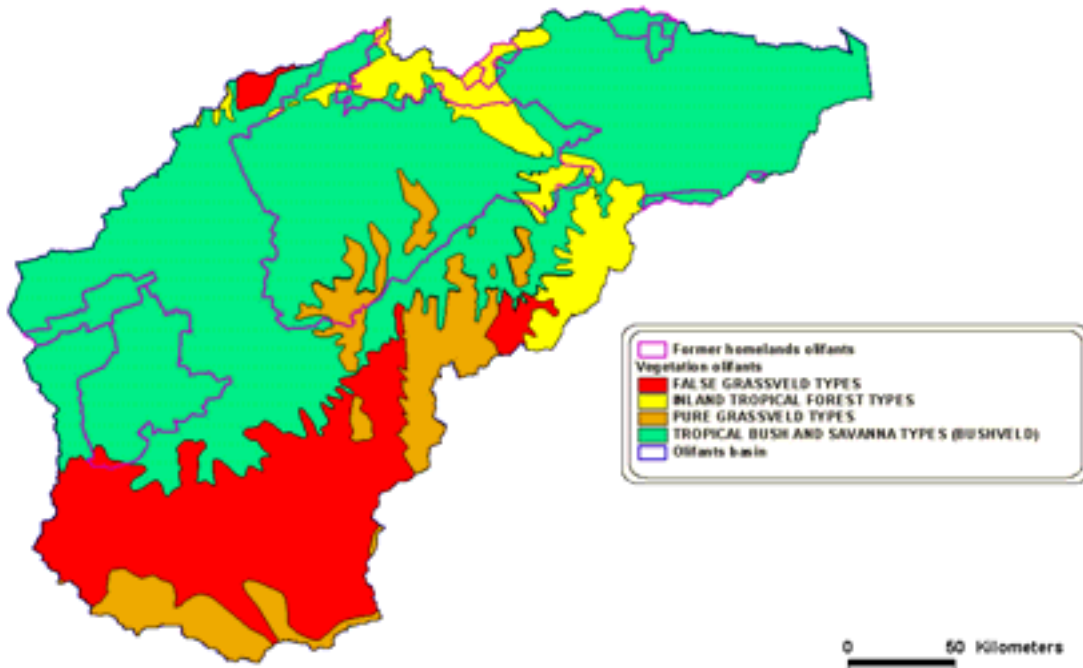 Former homelands olifants
Vegetation olifants
FALSE GRASSVELD TYPES
INLAND TROPICAL FOREST TYPES
PURE GRASSVELD TYPES
TROPICAL BUSH AND SAVANNA TYPES (BUSHVELD)
Olifants basin
0 50 Kilometers